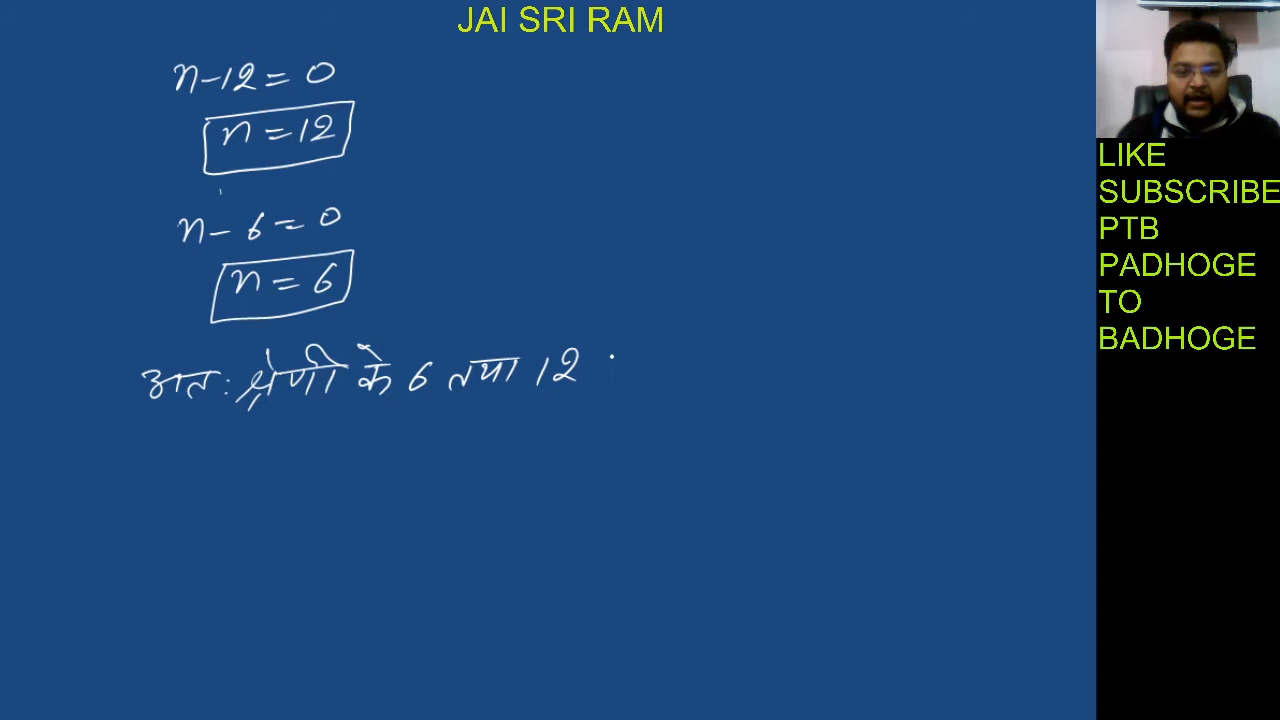 JAI SRI RAM
n-12= 0
n=12
n- 6=0
n= 6
अत: श्रेणी के 6 तथा 12
LIKE
SUBSCRIBE
PTB
PADHOGE
TO
BADHOGE